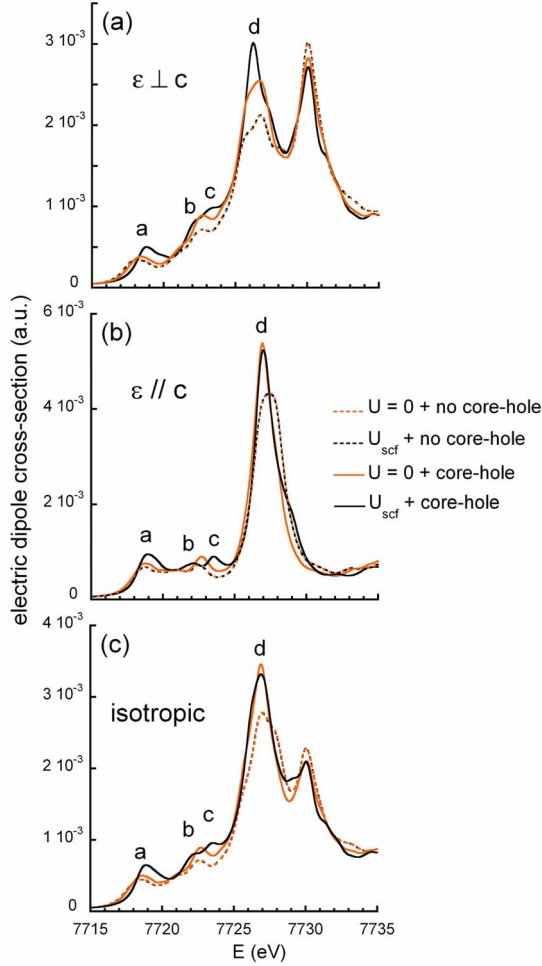 (a)
ε ⊥ c
4 10⁻³
3 10⁻³
2 10⁻³
1 10⁻³
0
a
b
c
d
(b)
ε // c
6 10⁻³
4 10⁻³
2 10⁻³
0
a
b
c
d
U = 0 + no core-hole
Uscf + no core-hole
U = 0 + core-hole
Uscf + core-hole
electric dipole cross-section (a.u.)
(c)
isotropic
4 10⁻³
3 10⁻³
2 10⁻³
1 10⁻³
0
a
b
c
d
7715
7720
7725
7730
7735
E (eV)